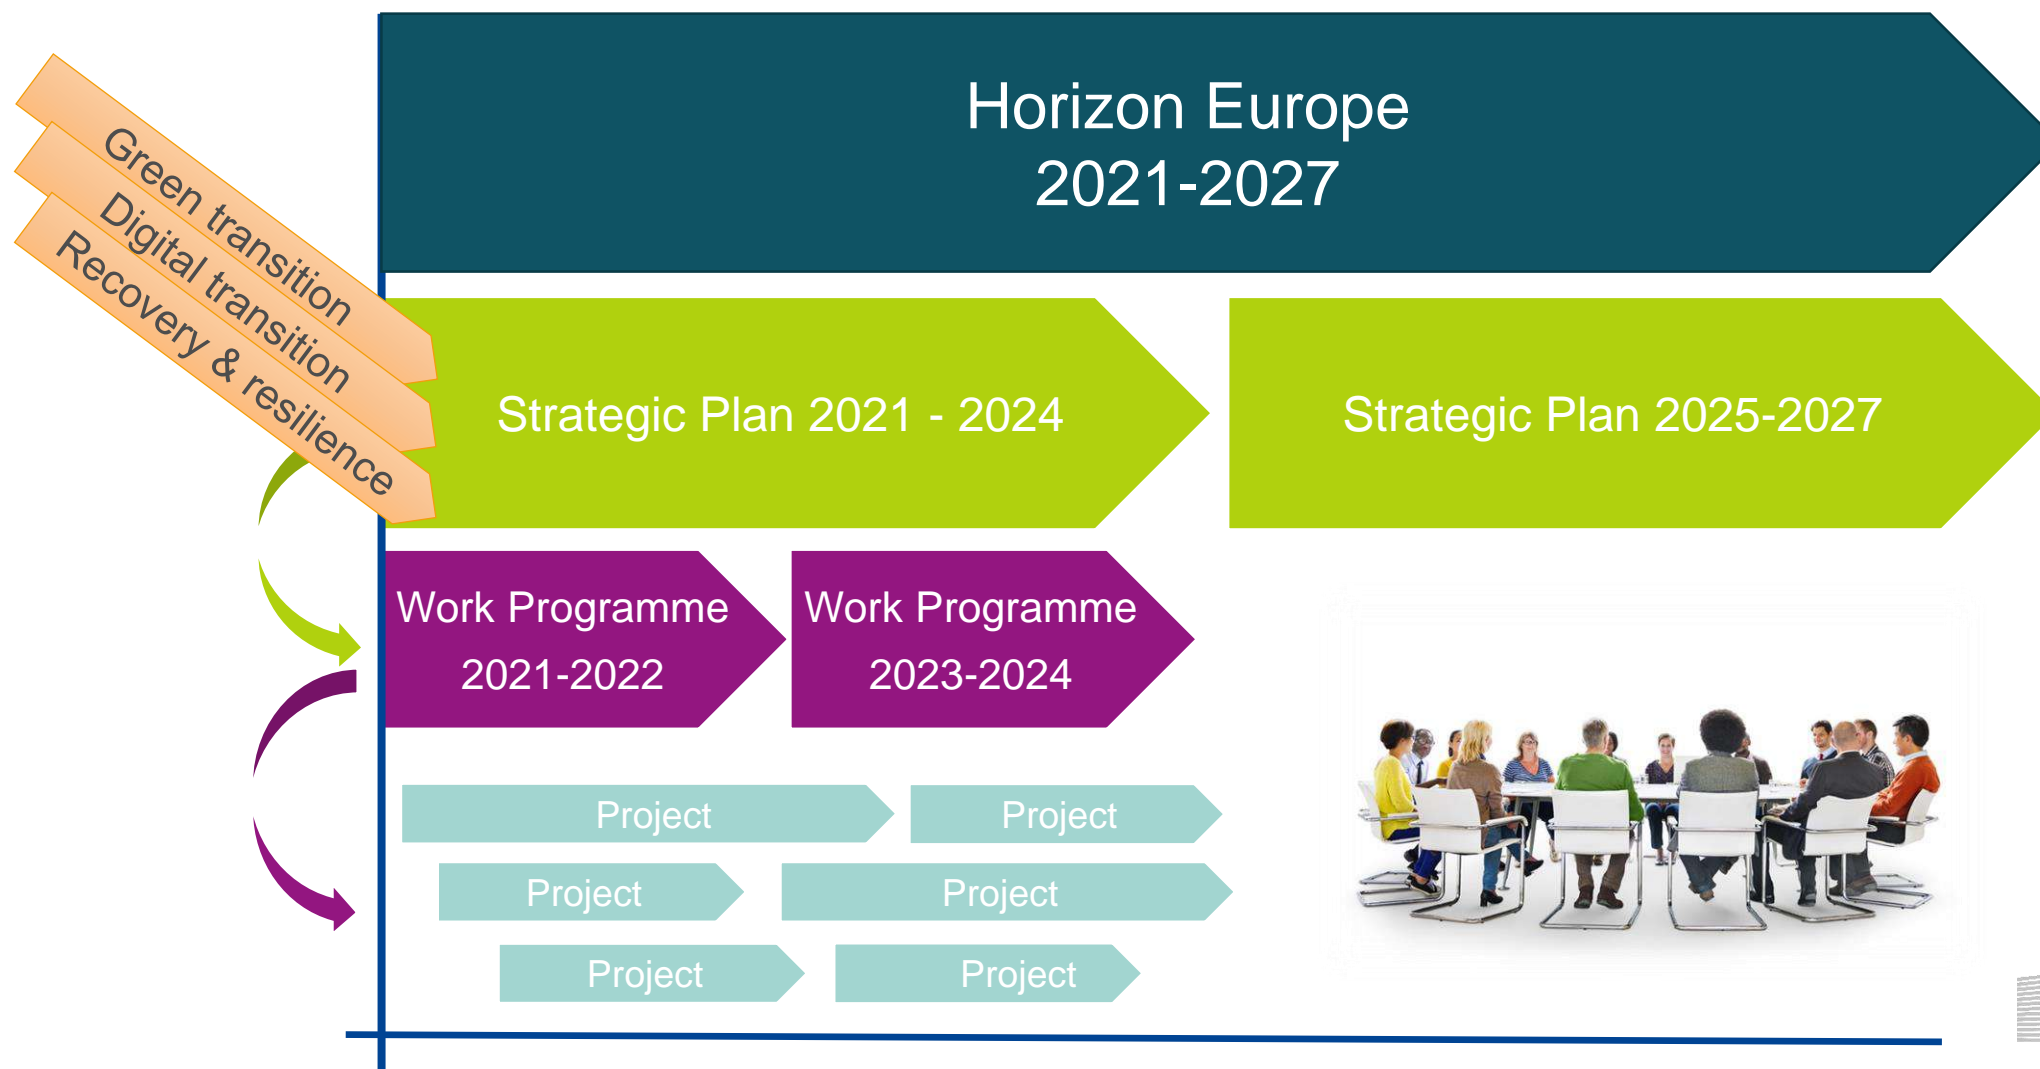 Horizon Europe
2021-2027
Green transition
Digital transition
Recovery & resilience
Strategic Plan 2021 - 2024
Strategic Plan 2025-2027
Work Programme
2021-2022
Work Programme
2023-2024
Project
Project
Project
Project
Project
Project